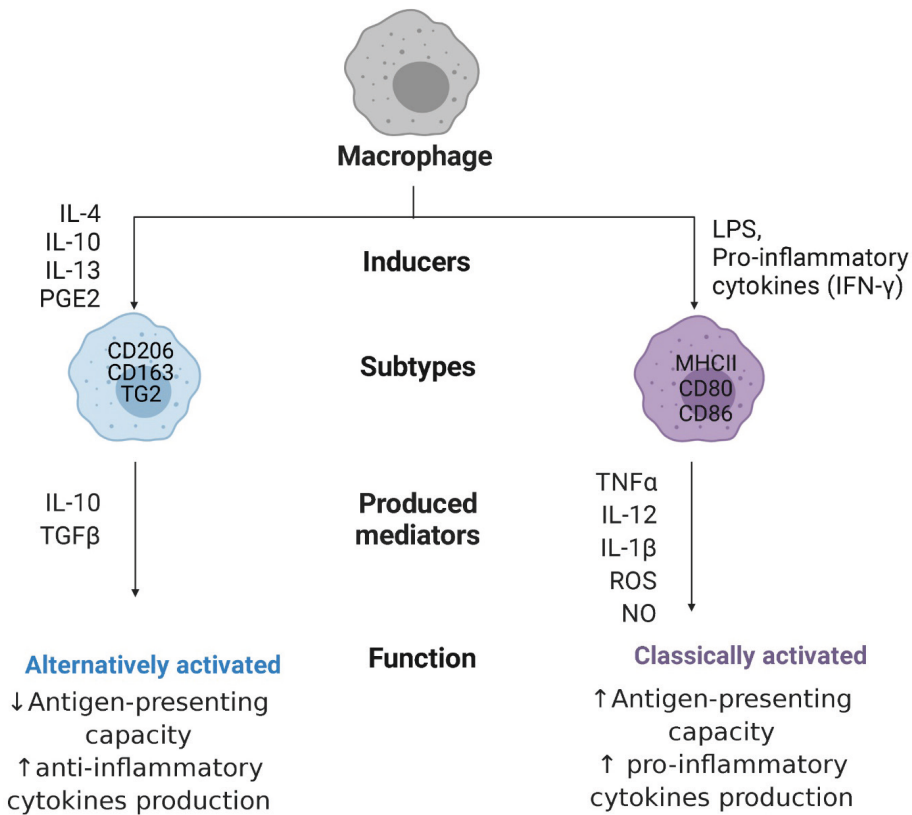 Macrophage
IL-4
IL-10
IL-13
PGE2
Inducers
LPS,
Pro-inflammatory
cytokines (IFN-γ)
CD206
CD163
TG2
Subtypes
MHCII
CD80
CD86
IL-10
TGFβ
Produced
mediators
TNFα
IL-12
IL-1β
ROS
NO
Alternatively activated
↓Antigen-presenting
capacity
↑anti-inflammatory
cytokines production
Function
Classically activated
↑Antigen-presenting
capacity
↑ pro-inflammatory
cytokines production